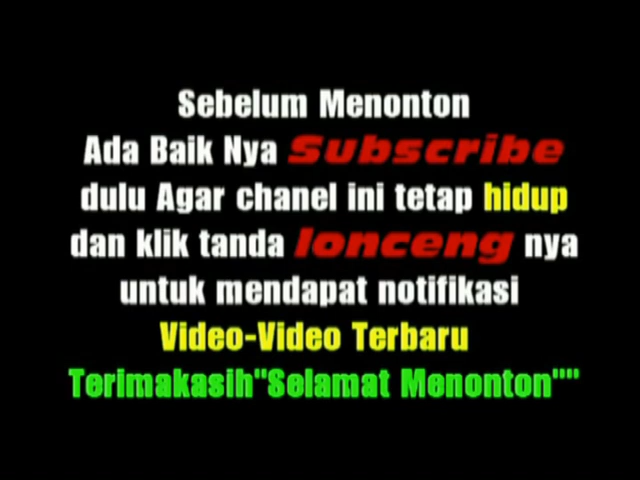 Sebelum Menonton
Ada Baik Nya Subscribe
dulu Agar chanel ini tetap hidup
dan klik tanda lonceng nya
untuk mendapat notifikasi
Video-Video Terbaru
Terimakasih"Selamat Menonton""